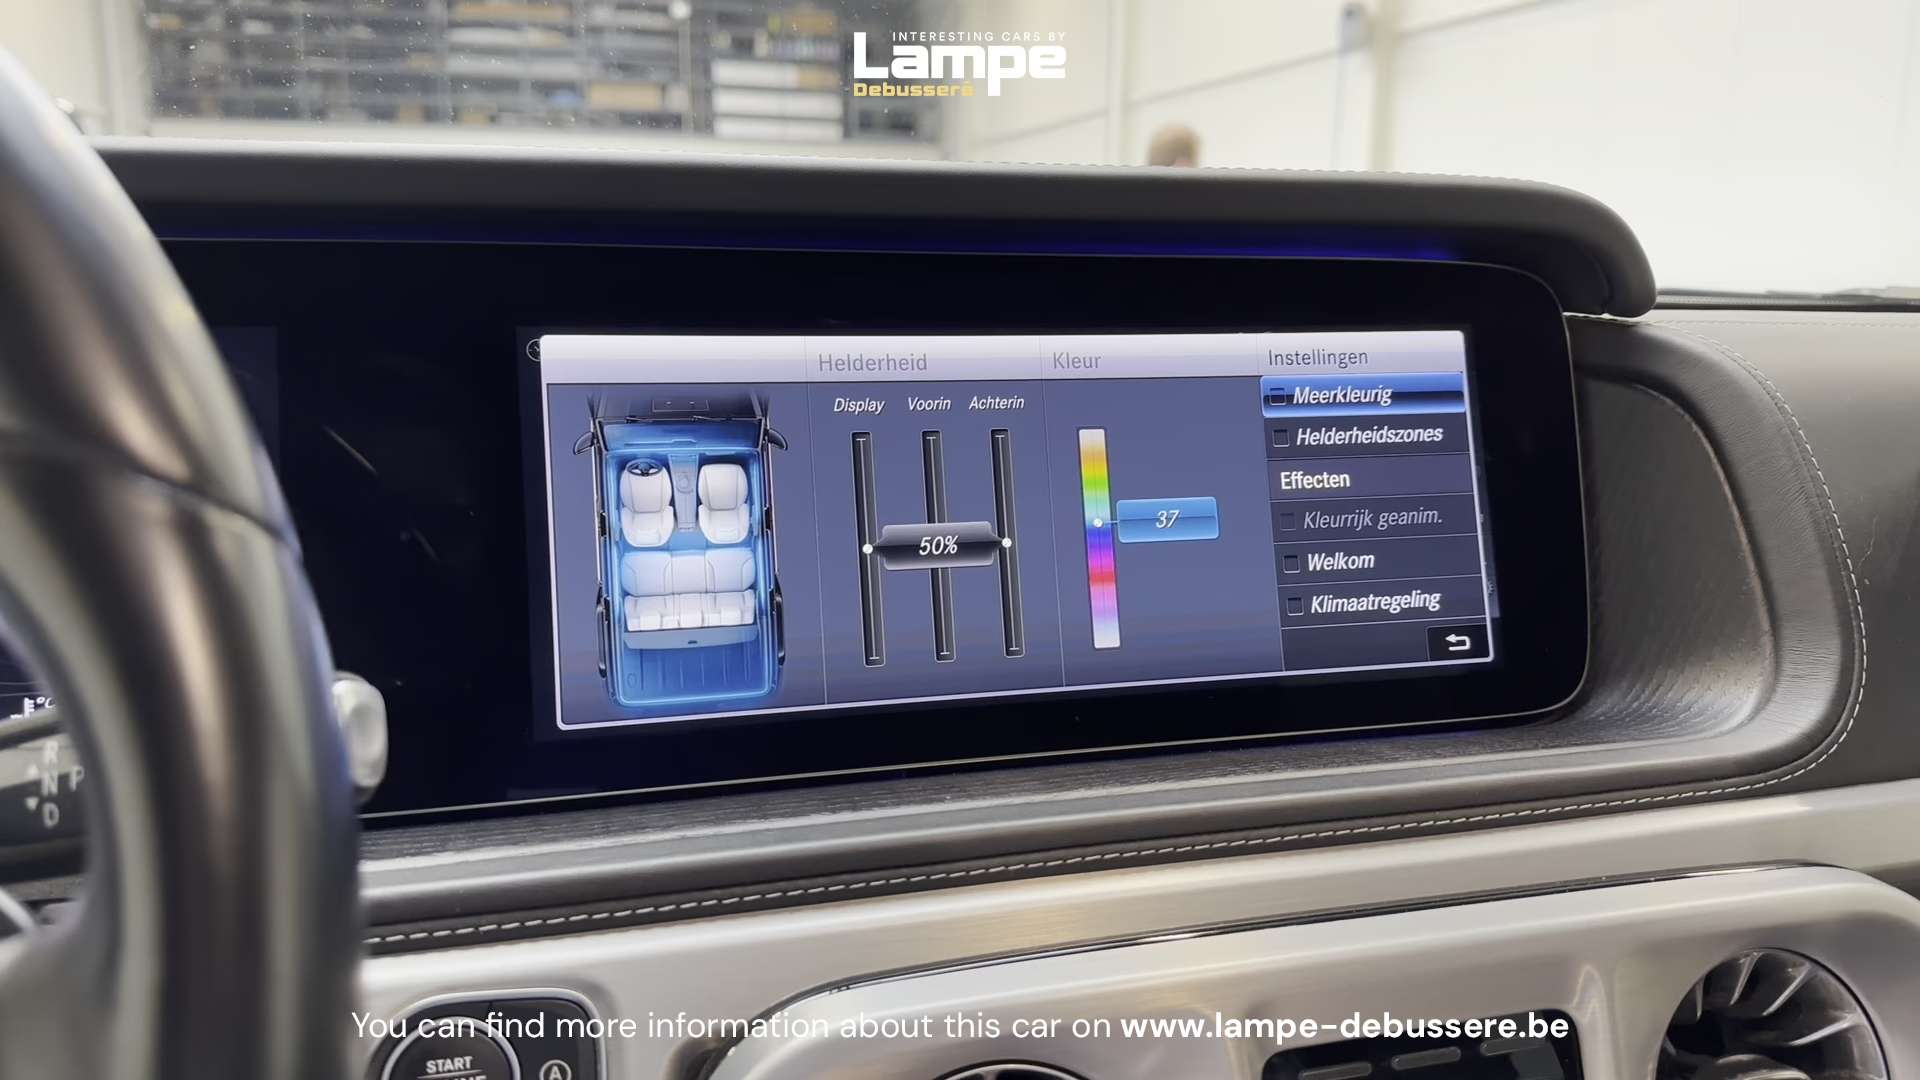 INTERESTING CARS BY
Lampe
Debusserê
Helderheid
Kleur
Instellingen
Display
Voorin
Achterin
50%
37
Meerkleurig
Helderheidszones
Effecten
Kleurrijk geanim.
Welkom
Klimaatregeling
R
N
P
D
START
A
You can find more information about this car on www.lampe-debussere.be